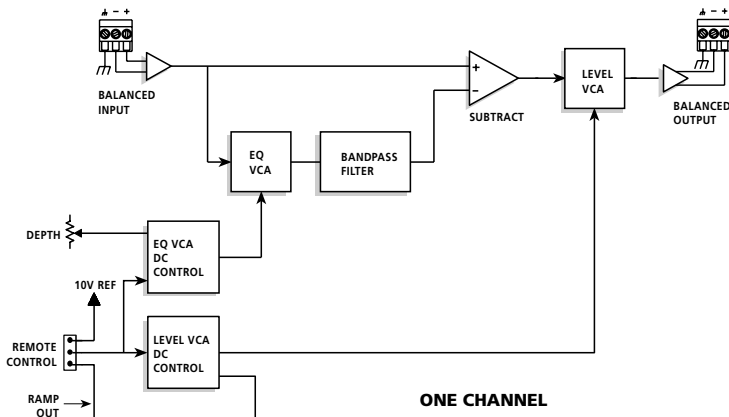 ⏚ − +
⏚ − +
BALANCED
INPUT
+
−
SUBTRACT
LEVEL
VCA
BALANCED
OUTPUT
EQ
VCA
BANDPASS
FILTER
DEPTH
EQ VCA
DC
CONTROL
10V REF
REMOTE
CONTROL
LEVEL VCA
DC
CONTROL
RAMP
OUT
ONE CHANNEL